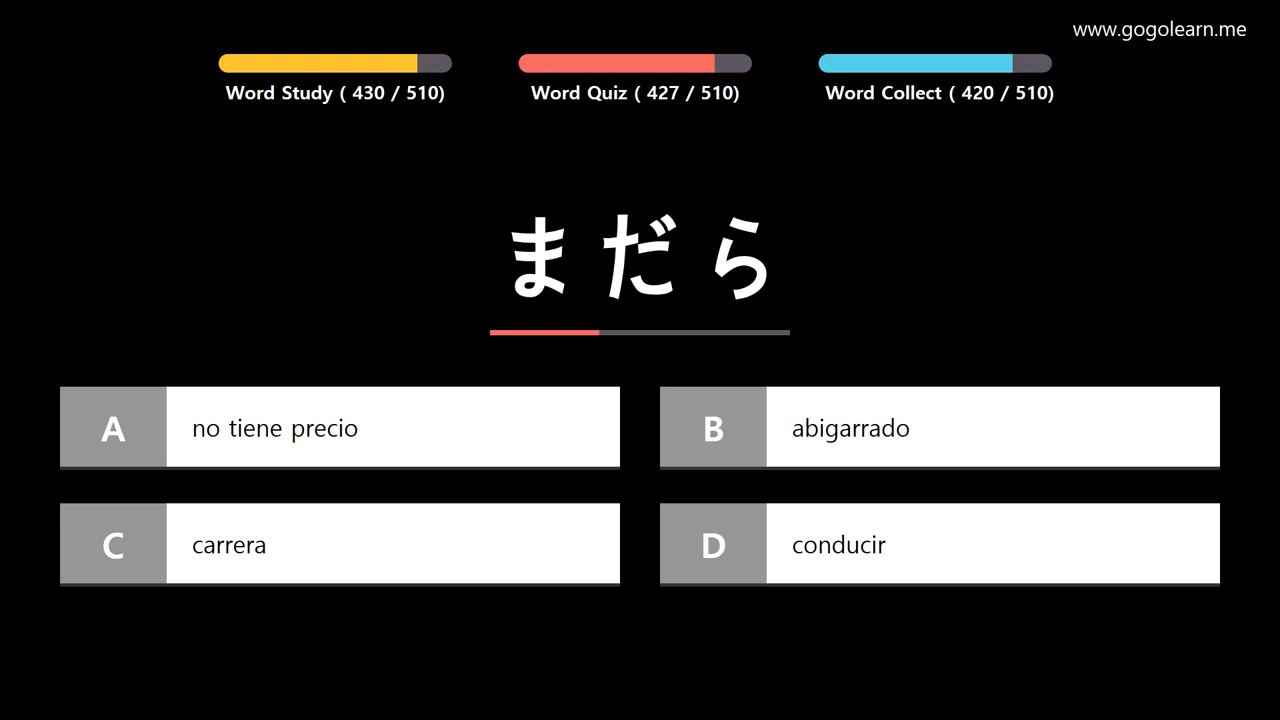 www.gogolearn.me
Word Study ( 430 / 510)
Word Quiz ( 427 / 510)
Word Collect ( 420 / 510)
まだら
A
no tiene precio
B
abigarrado
C
carrera
D
conducir